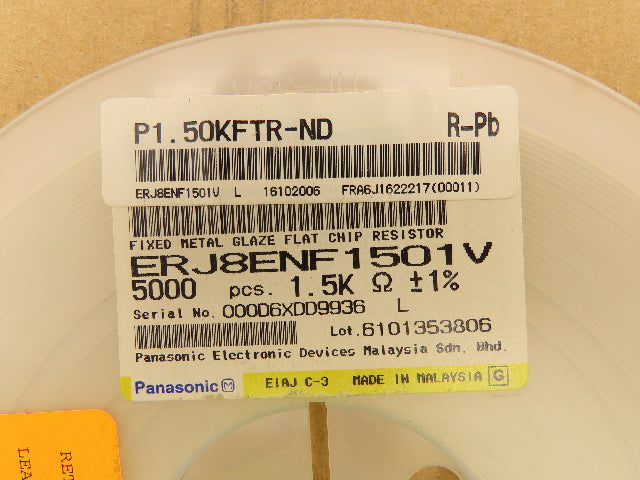 P1.50KFTR-ND R-Pb
ERJ8ENF1501V L 16102006 FRA6J1622217(00011)
FIXED METAL GLAZE FLAT CHIP RESISTOR
ERJ8ENF1501V
5000 pcs. 1.5K Ω ±1%
Serial No. 000D6XDD9936 L
Lot.6101353806
Panasonic Electronic Devices Malaysia Sdn. Bhd.
Panasonic M EIAJ C-3 MADE IN MALAYSIA G